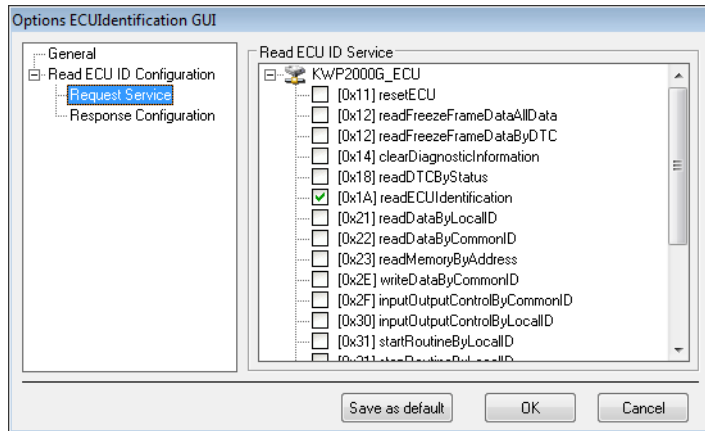 Options ECUIdentification GUI
General
Read ECU ID Configuration
Request Service
Response Configuration
Read ECU ID Service
KWP2000G_ECU
[0x11] resetECU
[0x12] readFreezeFrameDataAllData
[0x12] readFreezeFrameDataByDTC
[0x14] clearDiagnosticInformation
[0x18] readDTCByStatus
[0x1A] readECUIdentification
[0x21] readDataByLocalID
[0x22] readDataByCommonID
[0x23] readMemoryByAddress
[0x2E] writeDataByCommonID
[0x2F] inputOutputControlByCommonID
[0x30] inputOutputControlByLocalID
[0x31] startRoutineByLocalID
Save as default
OK
Cancel